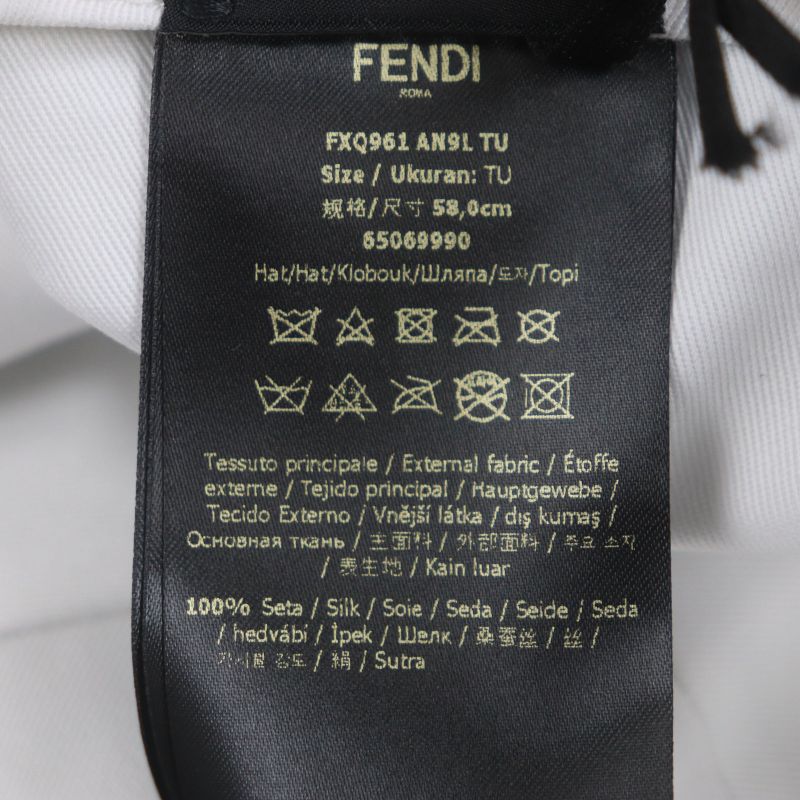 FENDI
ROMA
FXQ961 AN9L TU
Size / Ukuran: TU
规格/尺寸 58,0cm
65069990
Hat/Hat/Klobouk/Шляпа/모자/Topi
Tessuto principale / External fabric / Étoffe
externe / Tejido principal / Hauptgewebe /
Tecido Externo / Vnější látka / dış kumaş /
Основная ткань / 主面料 / 外部面料 / 주요 소재
/ 表生地 / Kain luar
100% Seta / Silk / Soie / Seda / Seide / Seda
/ hedvábí / İpek / Шелк / 桑蚕丝 / 丝 /
/ 絹 / Sutra